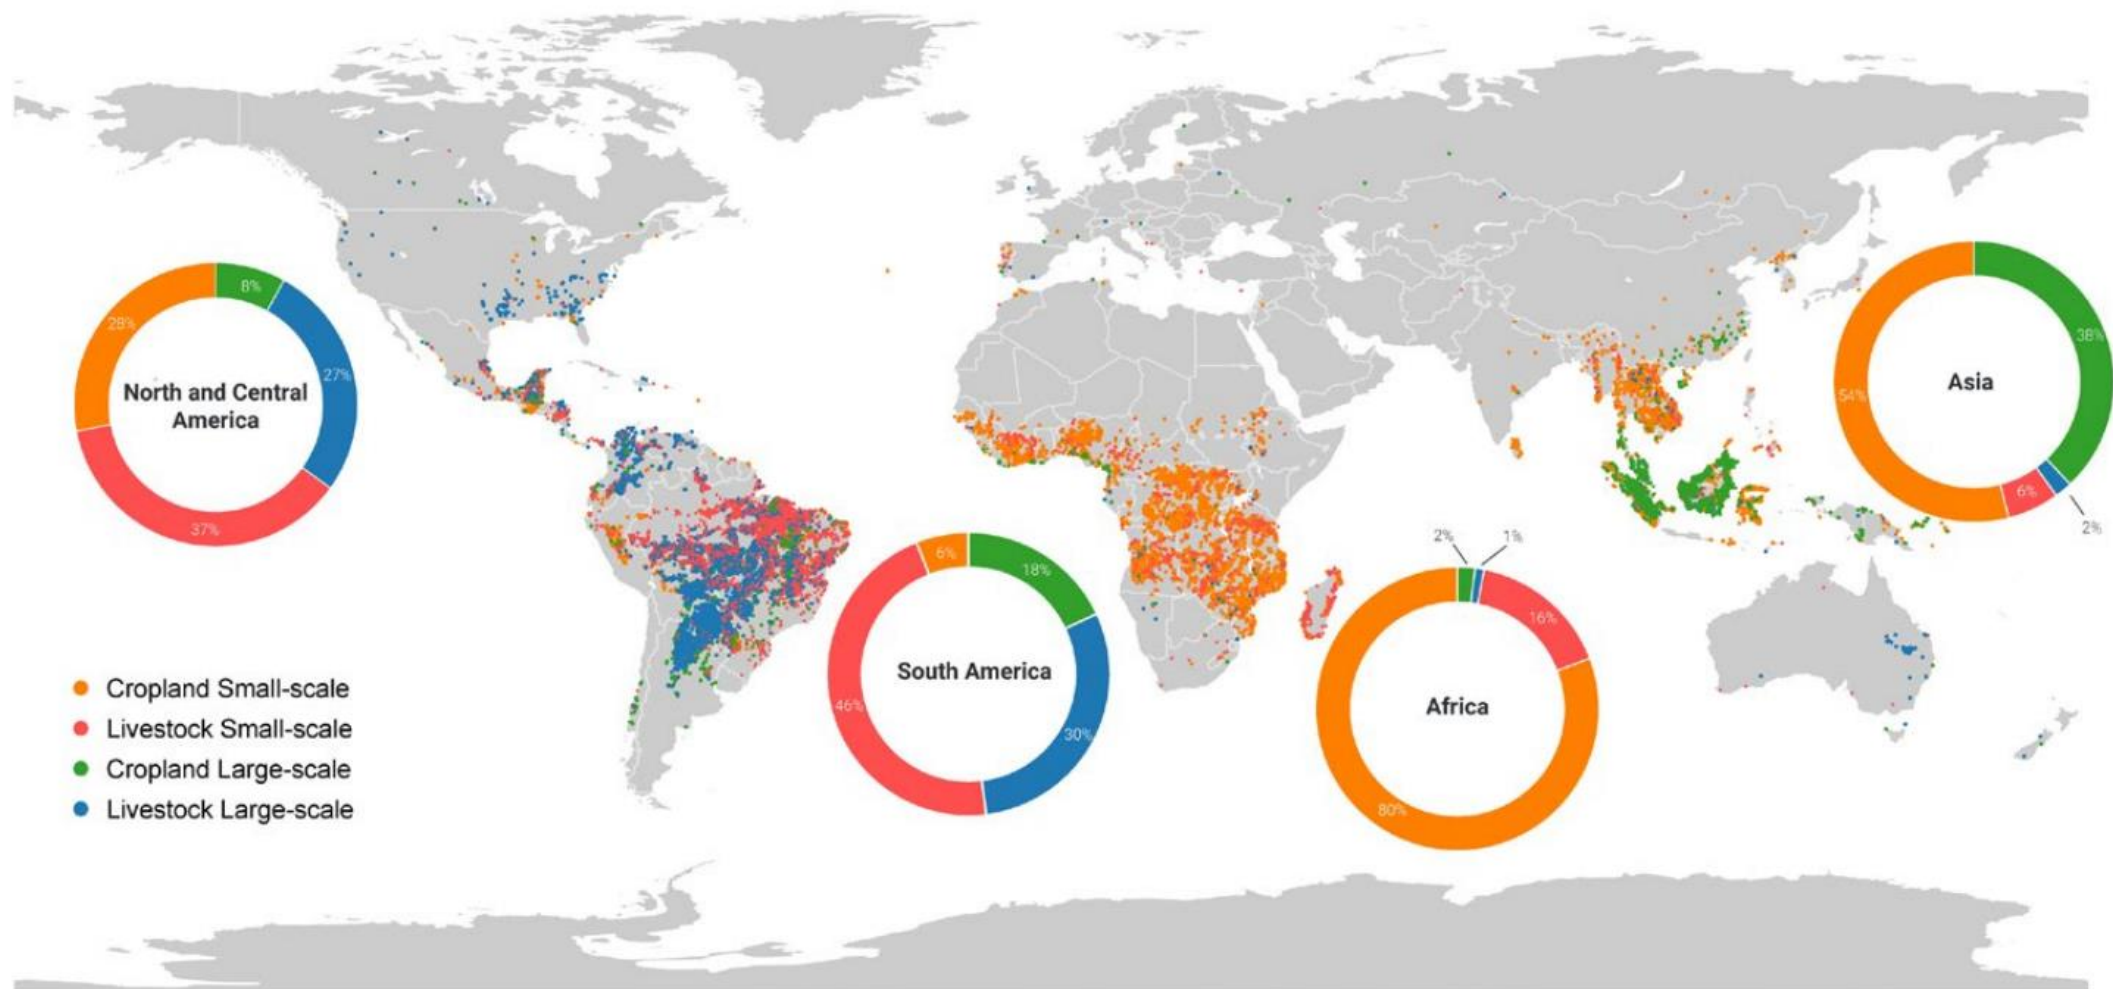 North and Central
America
8%
27%
37%
28%
South America
18%
30%
46%
6%
Africa
2%
1%
16%
80%
Asia
38%
2%
6%
54%
Cropland Small-scale
Livestock Small-scale
Cropland Large-scale
Livestock Large-scale